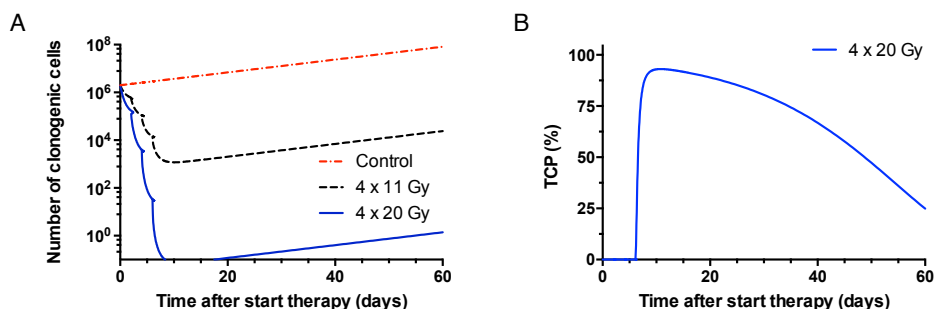 A
Number of clonogenic cells
10^8
10^6
10^4
10^2
10^0
0
20
40
60
Time after start therapy (days)
Control
4 x 11 Gy
4 x 20 Gy
B
TCP (%)
100
75
50
25
0
0
20
40
60
Time after start therapy (days)
4 x 20 Gy